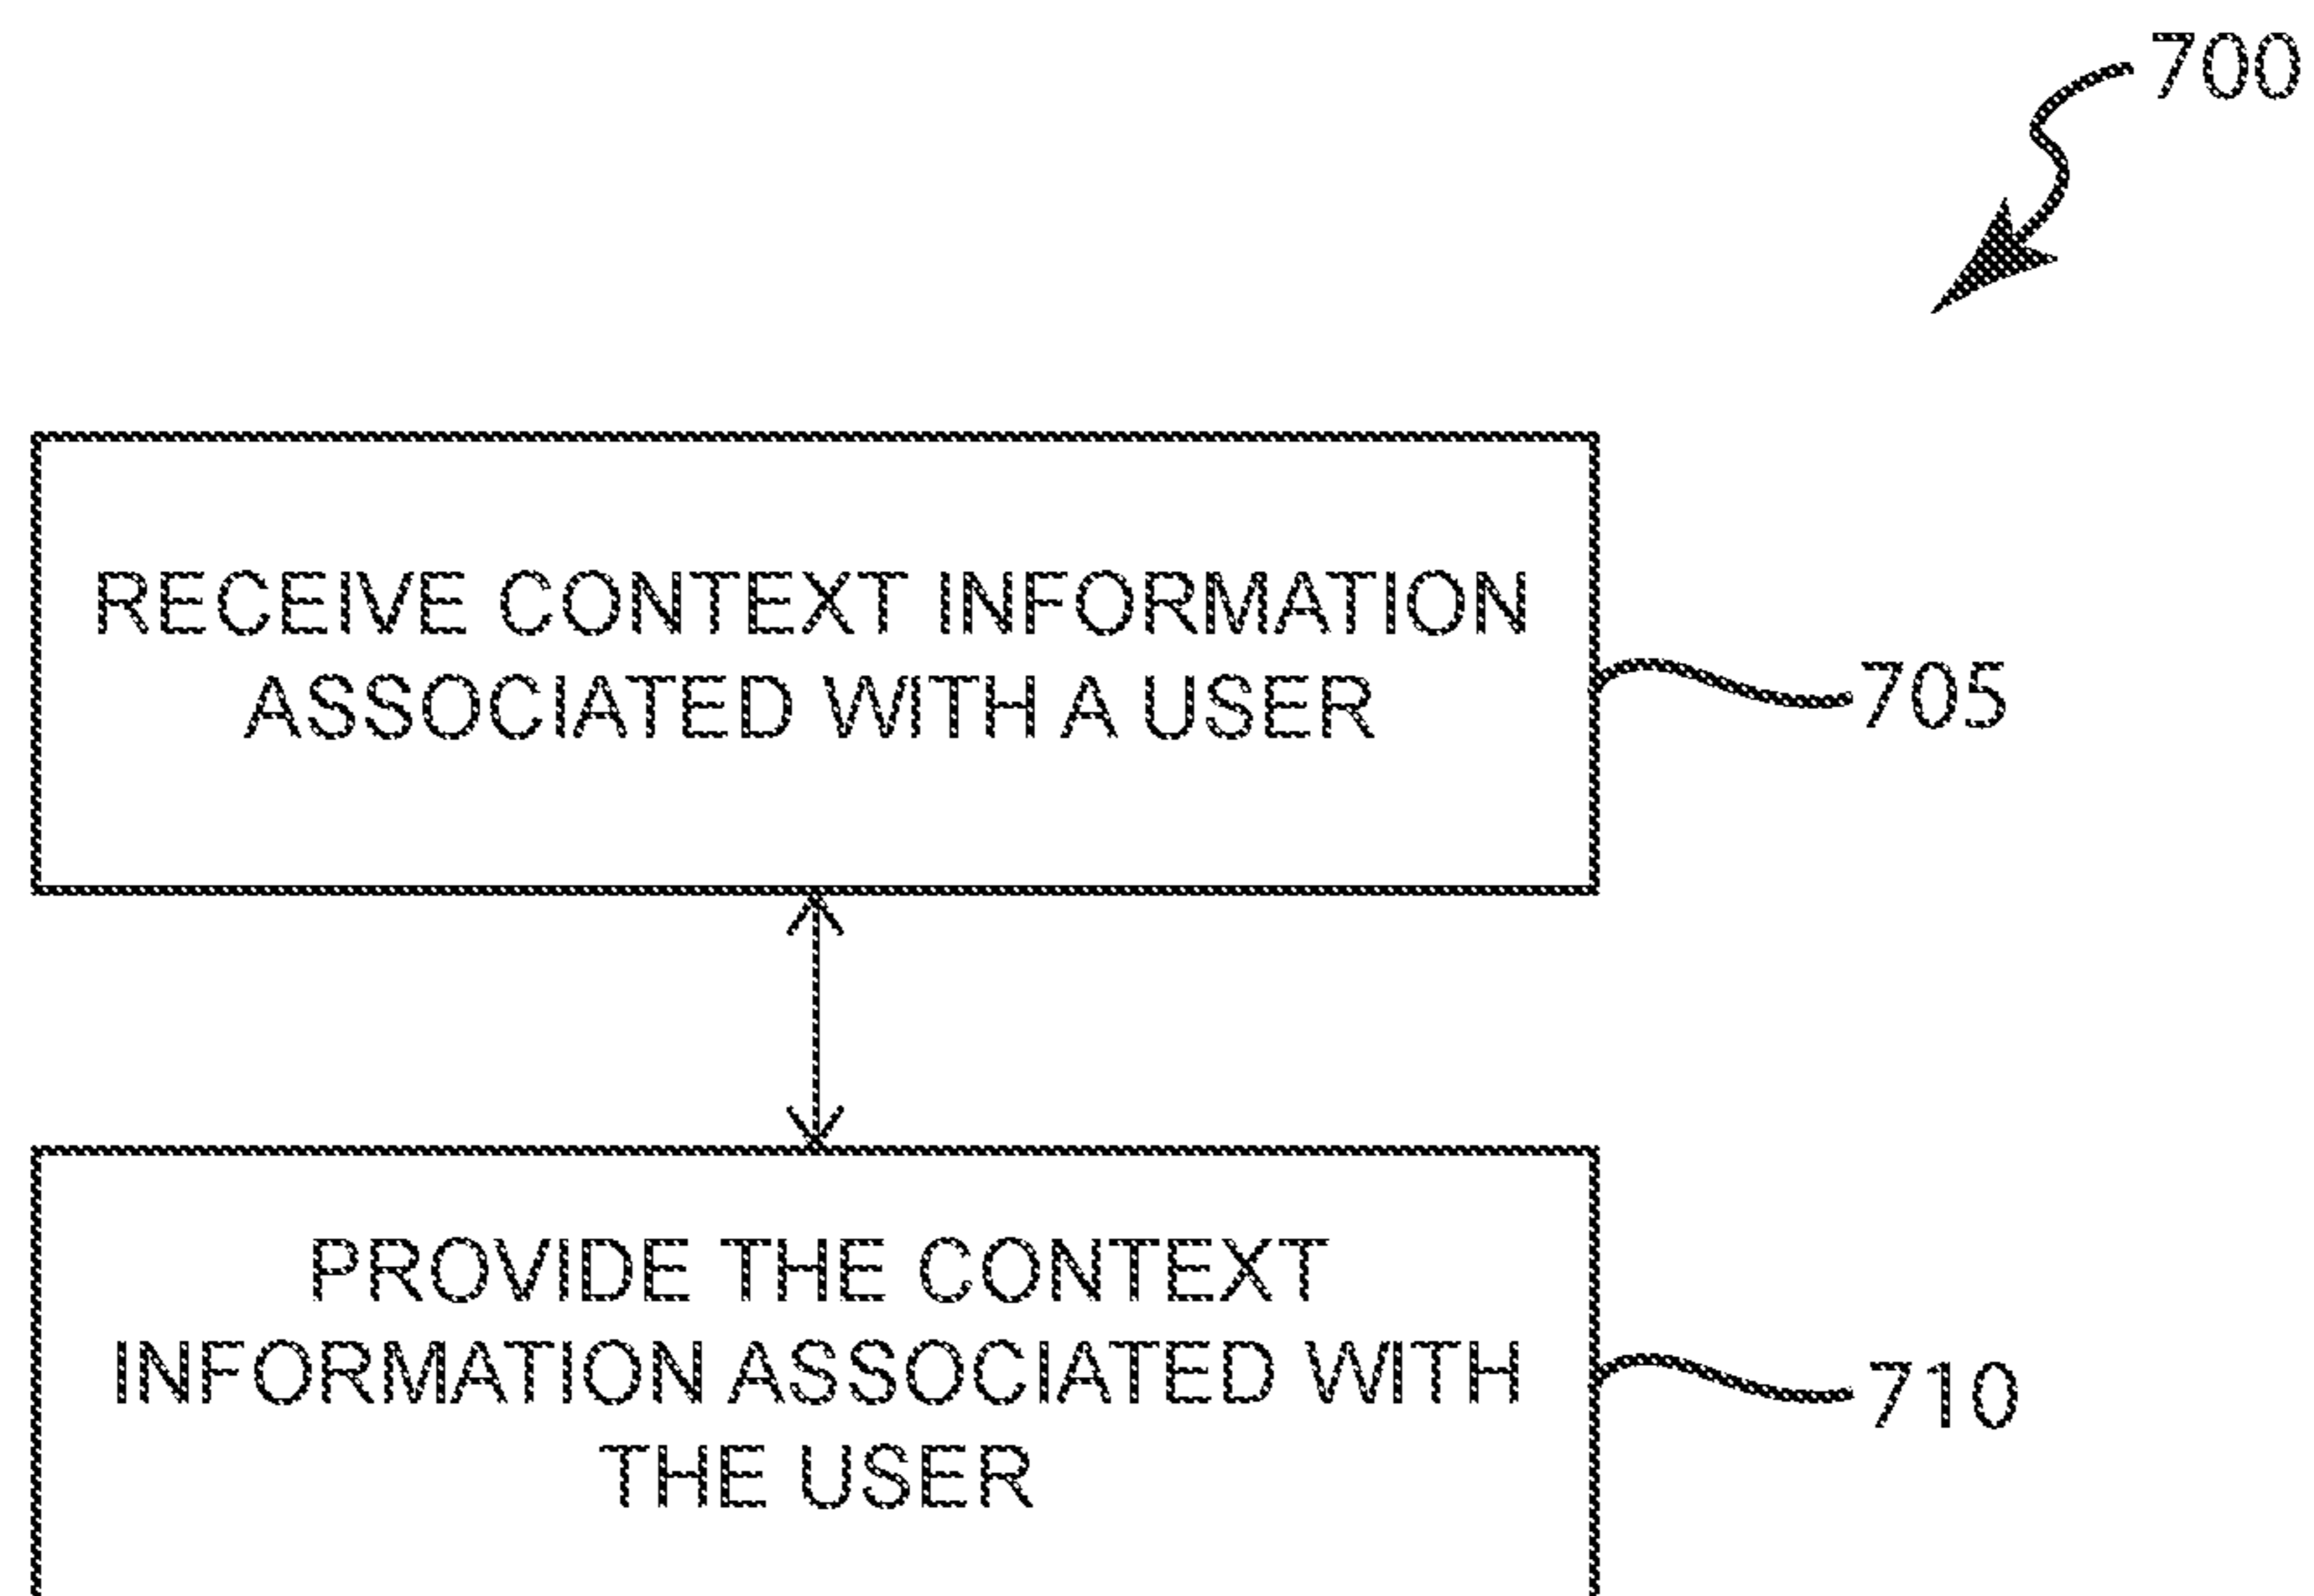 700
RECEIVE CONTEXT INFORMATION
ASSOCIATED WITH A USER
705
PROVIDE THE CONTEXT
INFORMATION ASSOCIATED WITH
THE USER
710